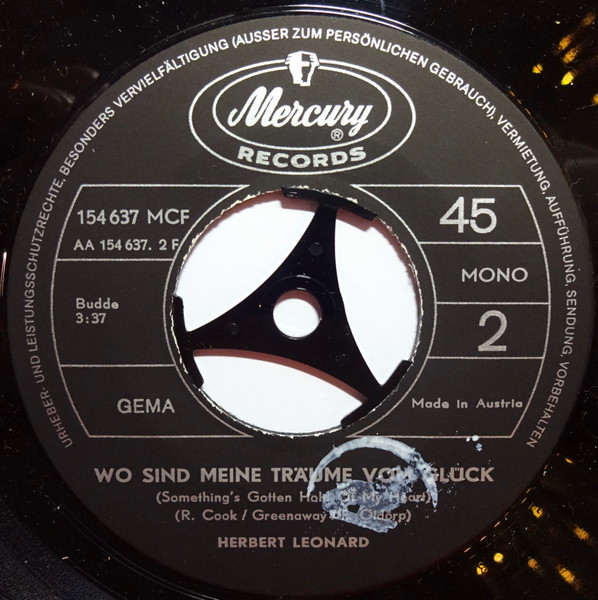 URHEBER- UND LEISTUNGSSCHUTZRECHTE. BESONDERS VERVIELFÄLTIGUNG (AUSSER ZUM PERSÖNLICHEN GEBRAUCH), VERMIETUNG, AUFFÜHRUNG, SENDUNG, VORBEHALTEN
Mercury ®
RECORDS
154 637 MCF
AA 154 637. 2 F
45
MONO
Budde
3:37
2
GEMA
Made in Austria
WO SIND MEINE TRÄUME VOM GLÜCK
(Something's Gotten Hold Of My Heart)
(R. Cook / Greenaway / Oldörp)
HERBERT LEONARD